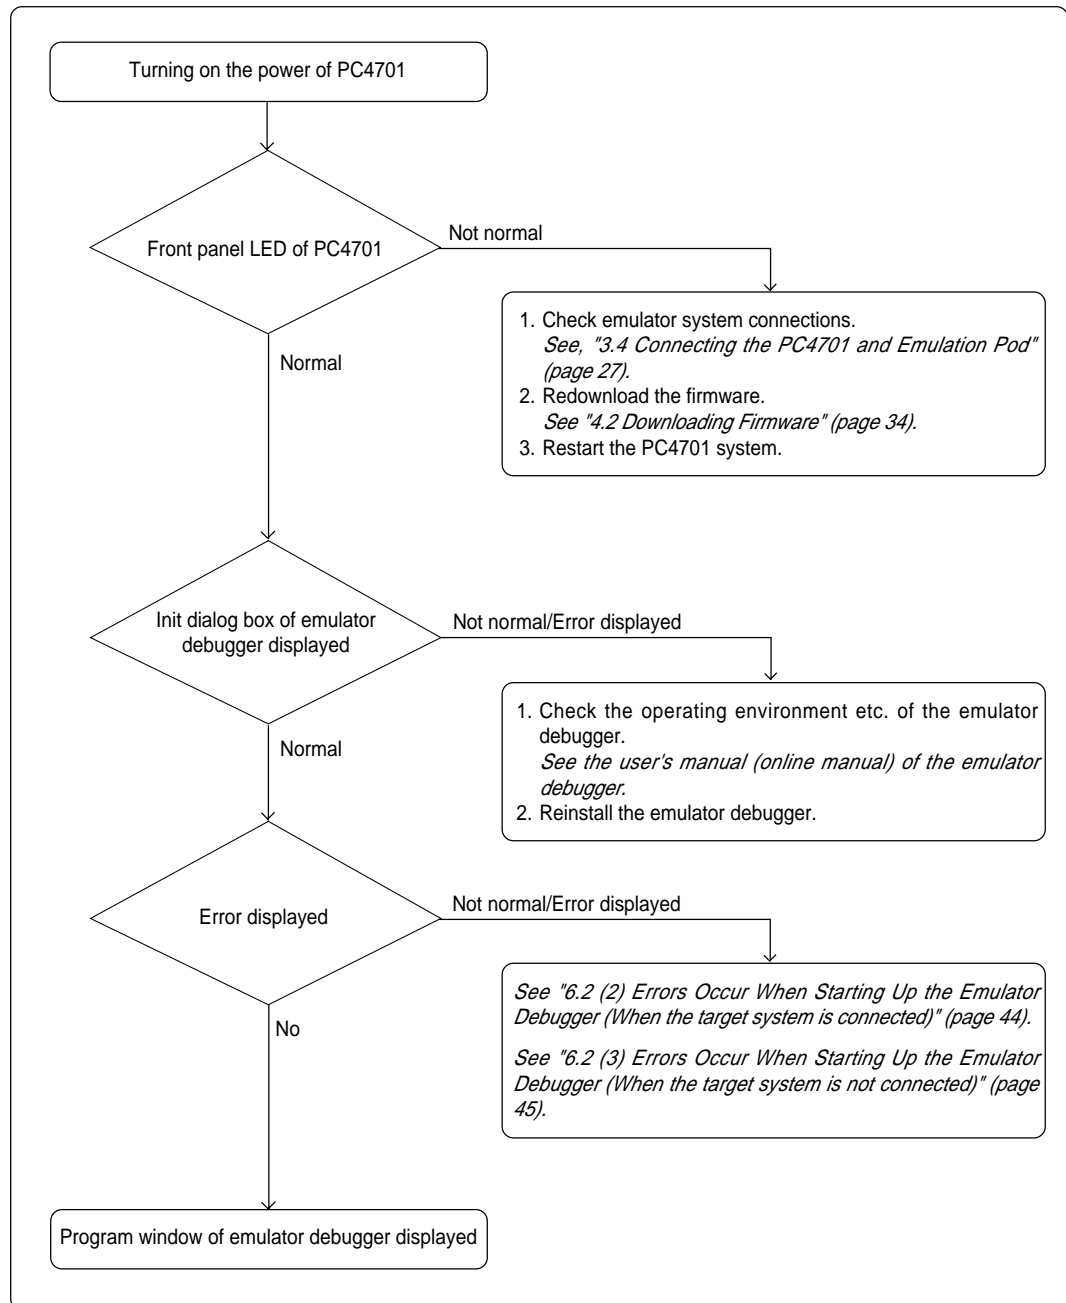 Turning on the power of PC4701
Front panel LED of PC4701
Not normal
Normal
1. Check emulator system connections.
See, "3.4 Connecting the PC4701 and Emulation Pod"
(page 27).
2. Redownload the firmware.
See "4.2 Downloading Firmware" (page 34).
3. Restart the PC4701 system.
Init dialog box of emulator
debugger displayed
Not normal/Error displayed
Normal
1. Check the operating environment etc. of the emulator
debugger.
See the user's manual (online manual) of the emulator
debugger.
2. Reinstall the emulator debugger.
Error displayed
Not normal/Error displayed
No
See "6.2 (2) Errors Occur When Starting Up the Emulator
Debugger (When the target system is connected)" (page 44).
See "6.2 (3) Errors Occur When Starting Up the Emulator
Debugger (When the target system is not connected)" (page
45).
Program window of emulator debugger displayed